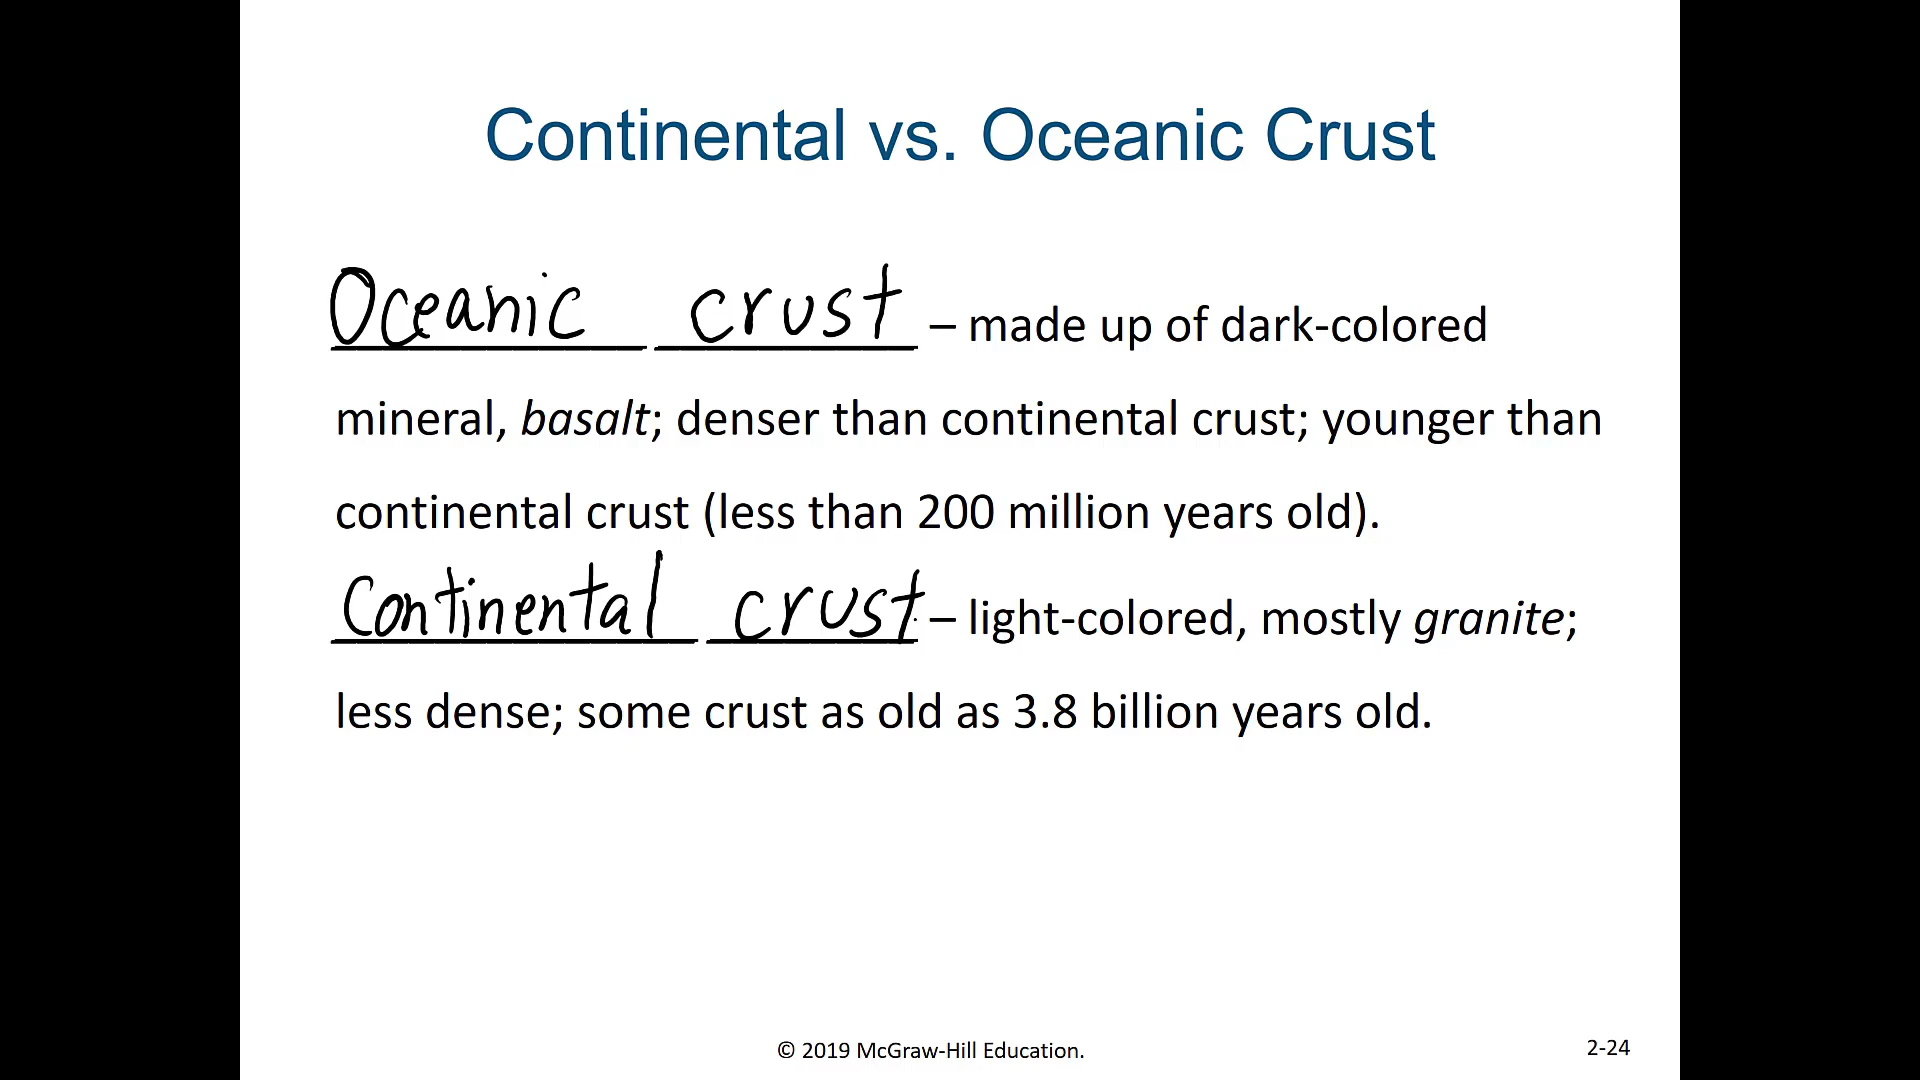 Continental vs. Oceanic Crust
Oceanic crust – made up of dark-colored
mineral, basalt; denser than continental crust; younger than
continental crust (less than 200 million years old).
Continental crust – light-colored, mostly granite;
less dense; some crust as old as 3.8 billion years old.
© 2019 McGraw-Hill Education.
2-24